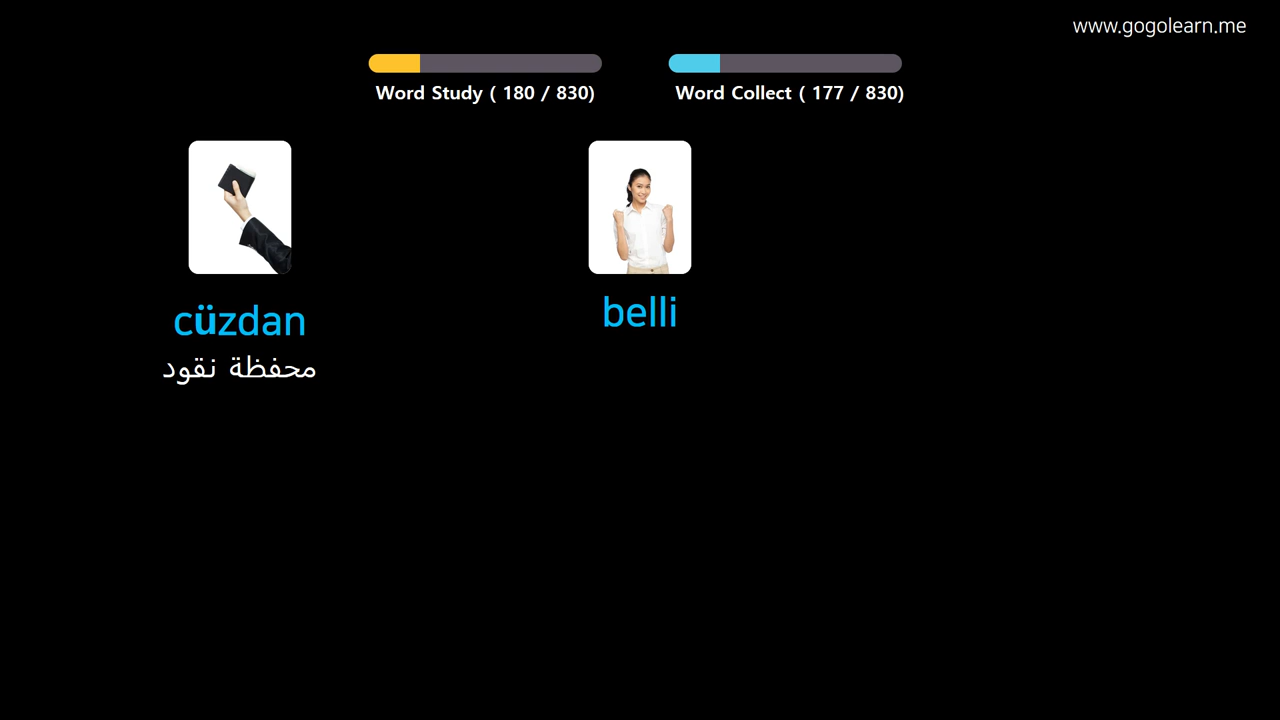 www.gogolearn.me
Word Study ( 180 / 830)
Word Collect ( 177 / 830)
cüzdan
محفظة نقود
belli